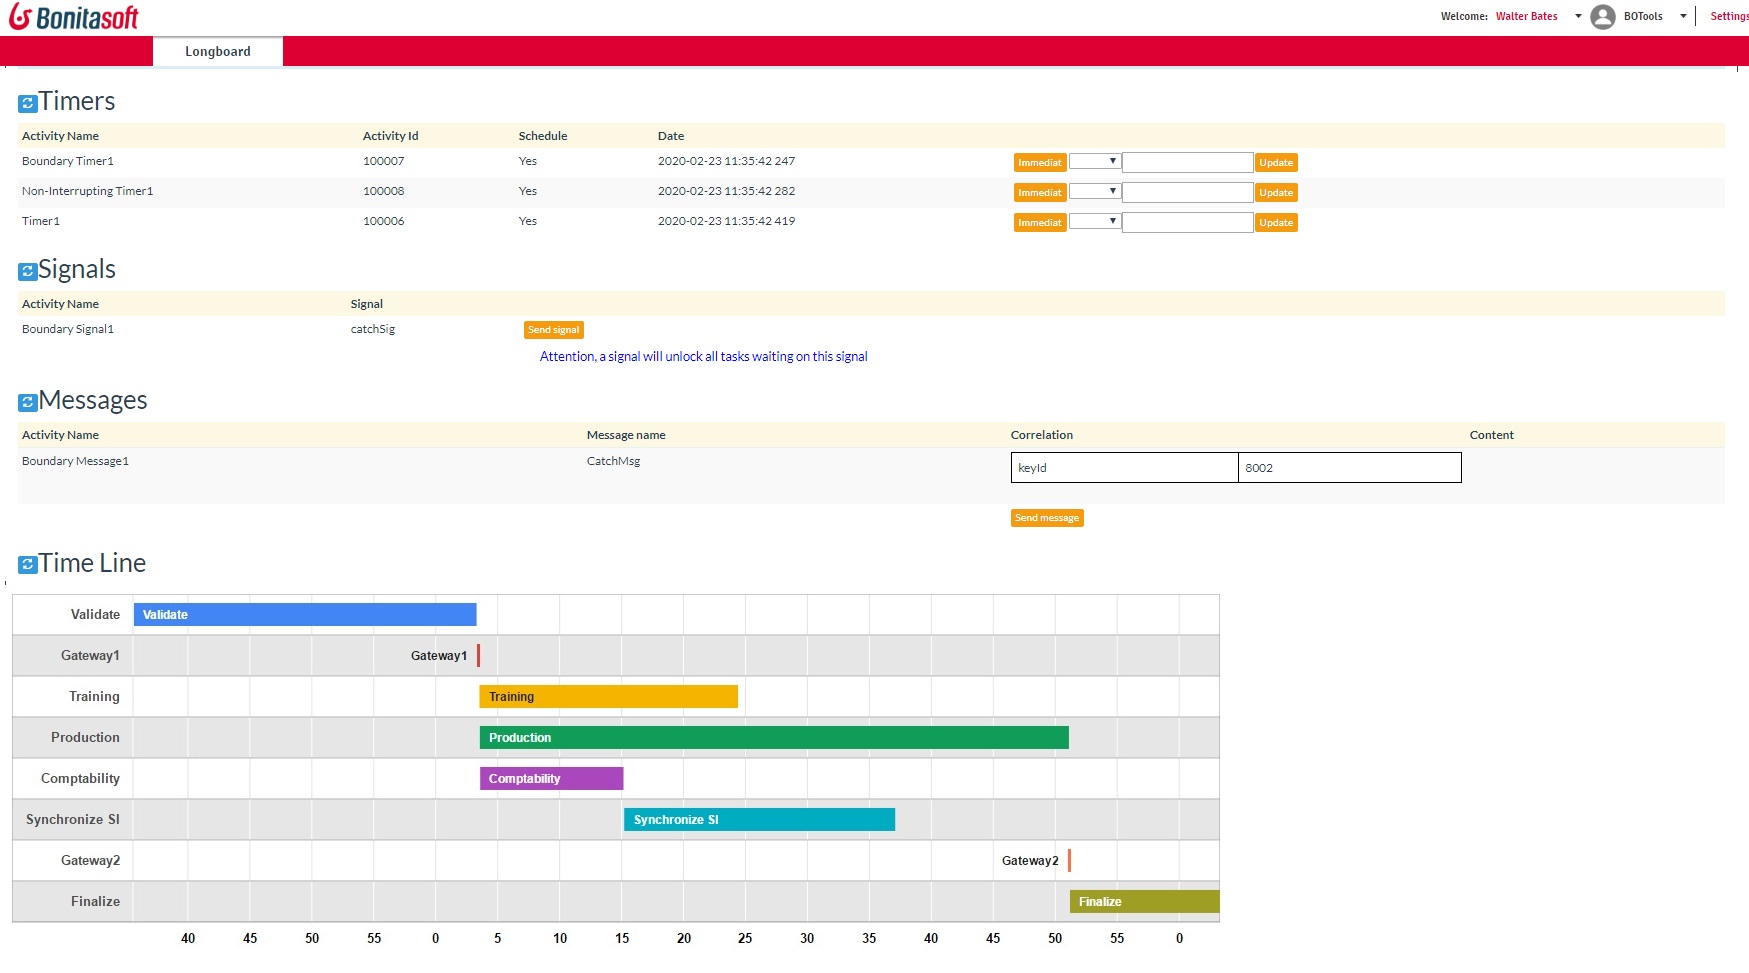 Bonitasoft
Welcome: Walter Bates BOTools Settings
Longboard
Timers
Activity Name Activity Id Schedule Date
Boundary Timer1 100007 Yes 2020-02-23 11:35:42 247 Immediat Update
Non-Interrupting Timer1 100008 Yes 2020-02-23 11:35:42 282 Immediat Update
Timer1 100006 Yes 2020-02-23 11:35:42 419 Immediat Update
Signals
Activity Name Signal
Boundary Signal1 catchSig Send signal
Attention, a signal will unlock all tasks waiting on this signal
Messages
Activity Name Message name Correlation Content
Boundary Message1 CatchMsg keyId 8002
Send message
Time Line
Validate Validate
Gateway1 Gateway1
Training Training
Production Production
Comptability Comptability
Synchronize SI Synchronize SI
Gateway2 Gateway2
Finalize Finalize
40 45 50 55 0 5 10 15 20 25 30 35 40 45 50 55 0